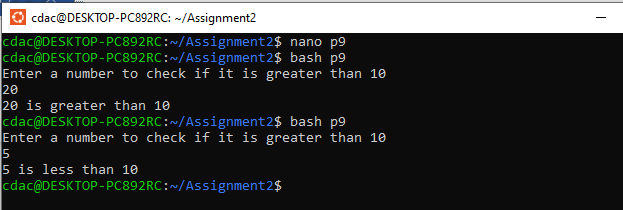 cdac@DESKTOP-PC892RC: ~/Assignment2
cdac@DESKTOP-PC892RC:~/Assignment2$ nano p9
cdac@DESKTOP-PC892RC:~/Assignment2$ bash p9
Enter a number to check if it is greater than 10
20
20 is greater than 10
cdac@DESKTOP-PC892RC:~/Assignment2$ bash p9
Enter a number to check if it is greater than 10
5
5 is less than 10
cdac@DESKTOP-PC892RC:~/Assignment2$